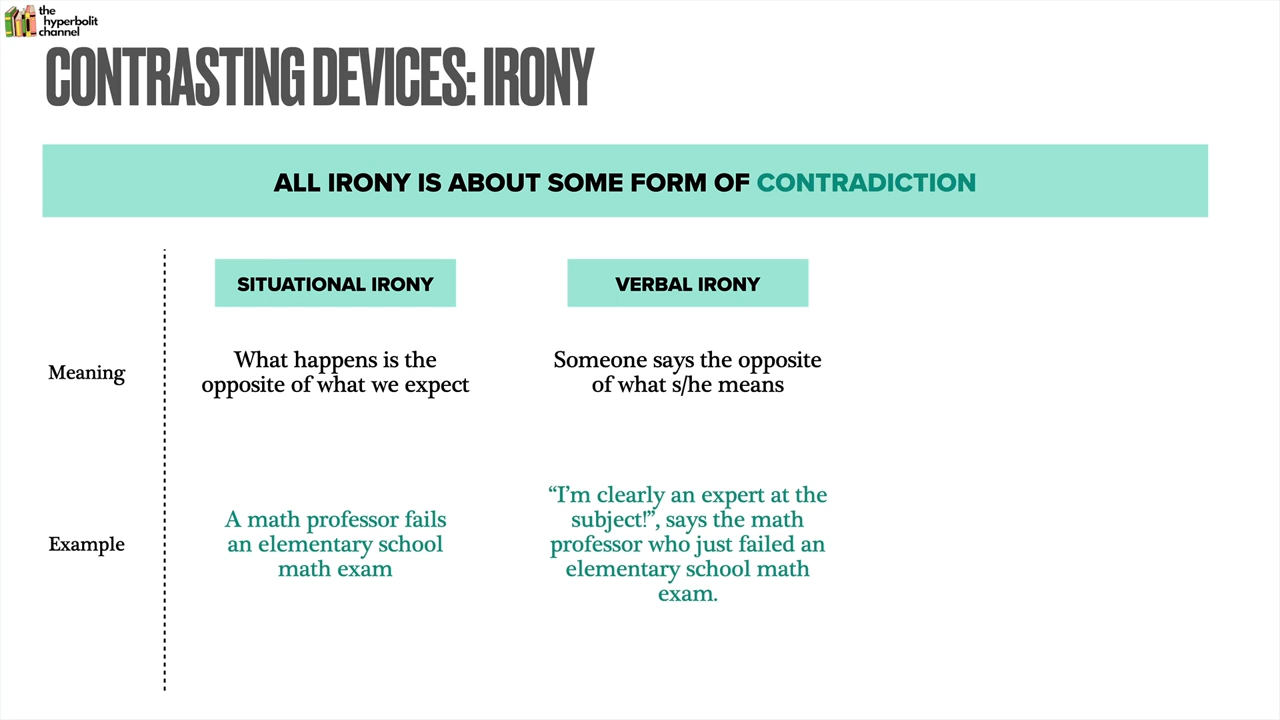 the
hyperbolit
channel
CONTRASTING DEVICES: IRONY
ALL IRONY IS ABOUT SOME FORM OF CONTRADICTION
SITUATIONAL IRONY
VERBAL IRONY
Meaning
What happens is the
opposite of what we expect
Someone says the opposite
of what s/he means
Example
A math professor fails
an elementary school
math exam
“I’m clearly an expert at the
subject!”, says the math
professor who just failed an
elementary school math
exam.